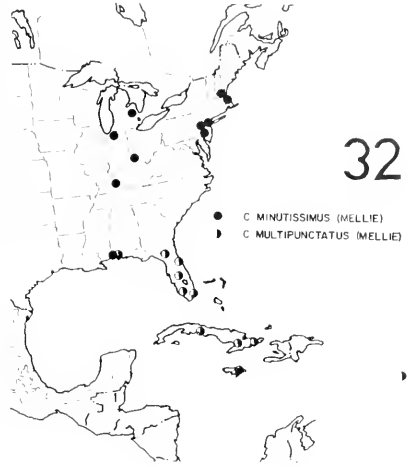 32
C MINUTISSIMUS (MELLIE)
C MULTIPUNCTATUS (MELLIE)